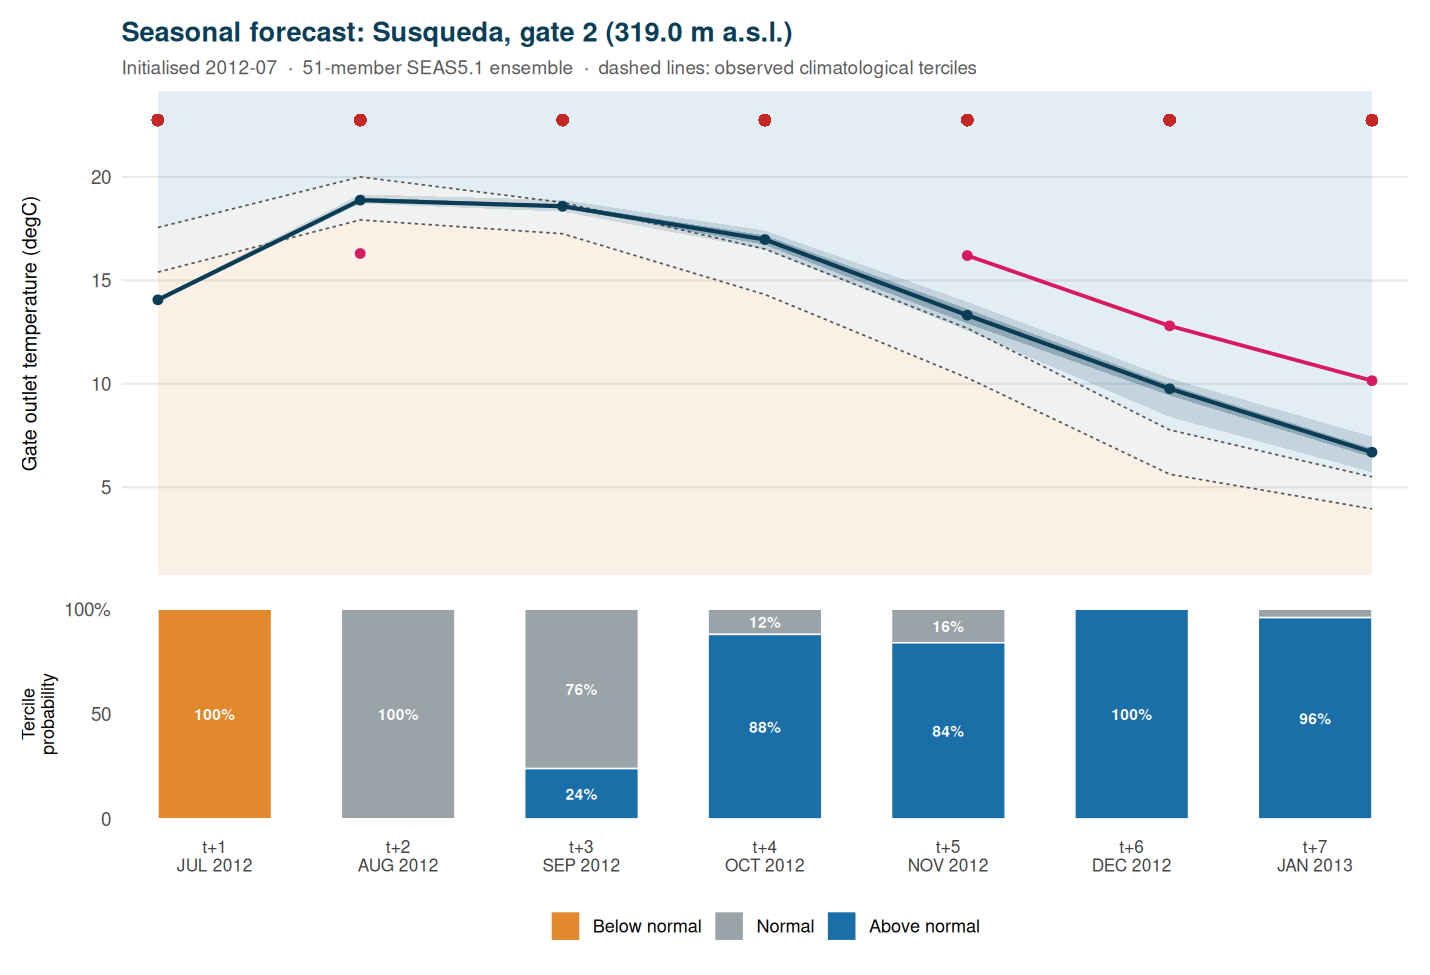 Seasonal forecast: Susqueda, gate 2 (319.0 m a.s.l.)
Initialised 2012-07 · 51-member SEAS5.1 ensemble · dashed lines: observed climatological terciles
Gate outlet temperature (degC)
20
15
10
5
Tercile
probability
100%
50
0
100%
100%
76%
24%
12%
88%
16%
84%
100%
96%
t+1
JUL 2012
t+2
AUG 2012
t+3
SEP 2012
t+4
OCT 2012
t+5
NOV 2012
t+6
DEC 2012
t+7
JAN 2013
Below normal
Normal
Above normal